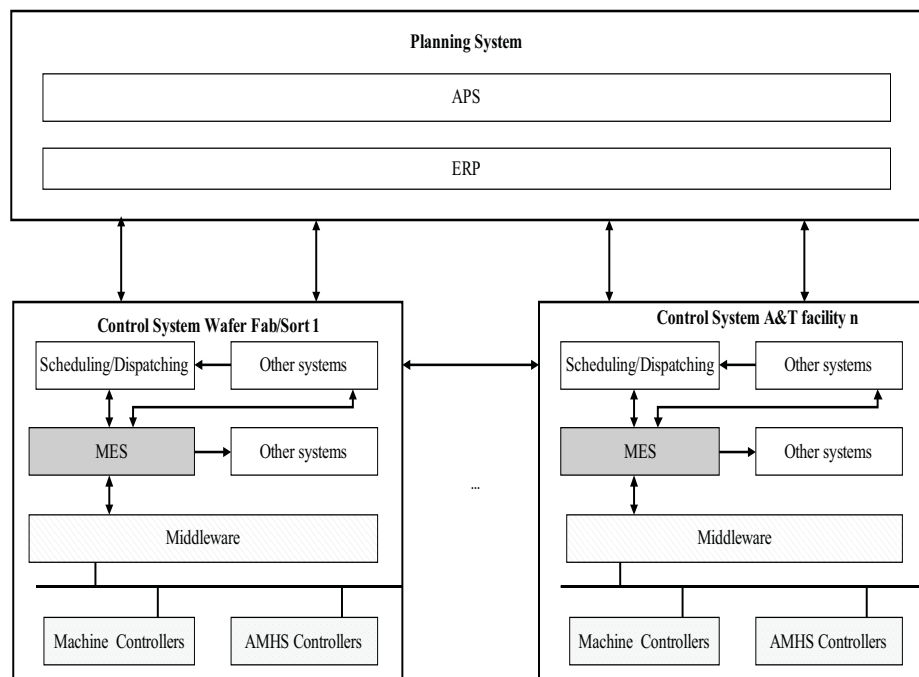 Planning System
APS
ERP
Control System Wafer Fab/Sort 1
Scheduling/Dispatching
Other systems
MES
Other systems
Middleware
Machine Controllers
AMHS Controllers
...
Control System A&T facility n
Scheduling/Dispatching
Other systems
MES
Other systems
Middleware
Machine Controllers
AMHS Controllers